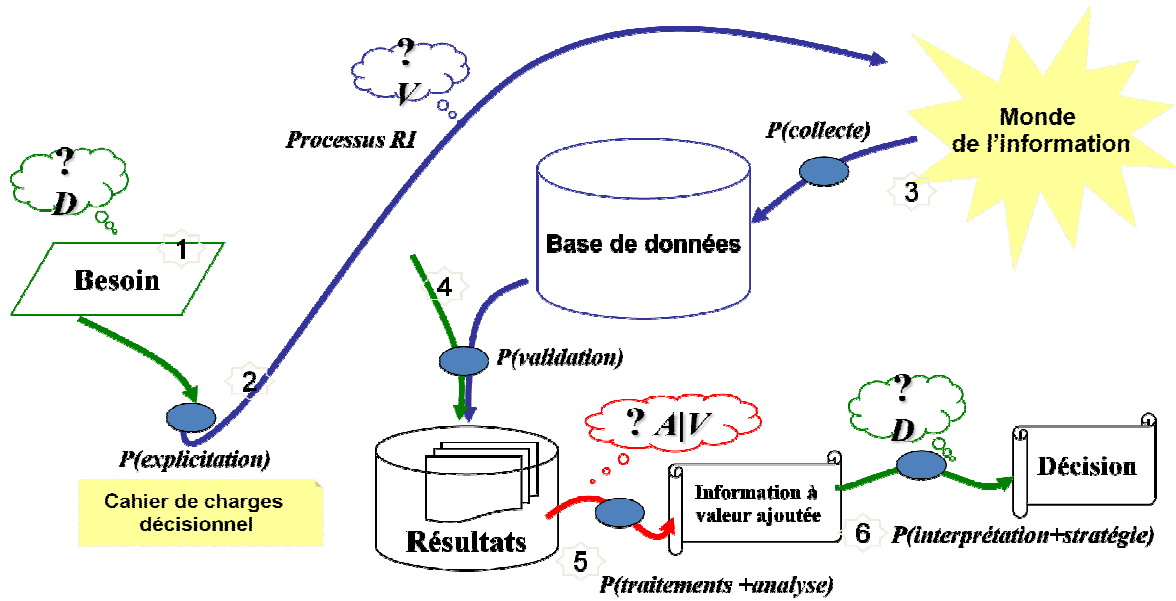 ?
V
Processus RI
P(collecte)
Monde
de l'information
3
?
D
1
Besoin
Base de données
4
2
P(validation)
P(explicitation)
Cahier de charges
décisionnel
? A|V
?
D
Résultats
Information à
valeur ajoutée
Décision
5
6
P(interprétation+stratégie)
P(traitements +analyse)